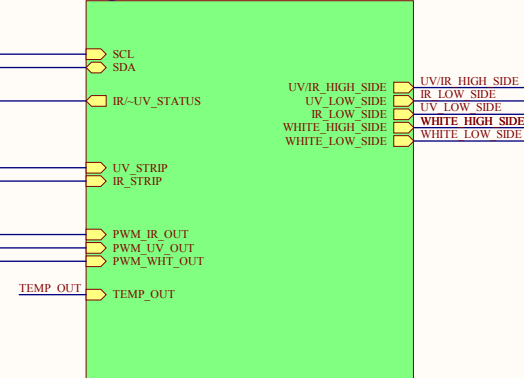 SCL
SDA
IR/~UV_STATUS
UV_STRIP
IR_STRIP
PWM_IR_OUT
PWM_UV_OUT
PWM_WHT_OUT
TEMP_OUT TEMP_OUT
UV/IR_HIGH_SIDE UV/IR_HIGH_SIDE
UV_LOW_SIDE IR_LOW_SIDE
IR_LOW_SIDE UV_LOW_SIDE
WHITE_HIGH_SIDE WHITE_HIGH_SIDE
WHITE_LOW_SIDE WHITE_LOW_SIDE